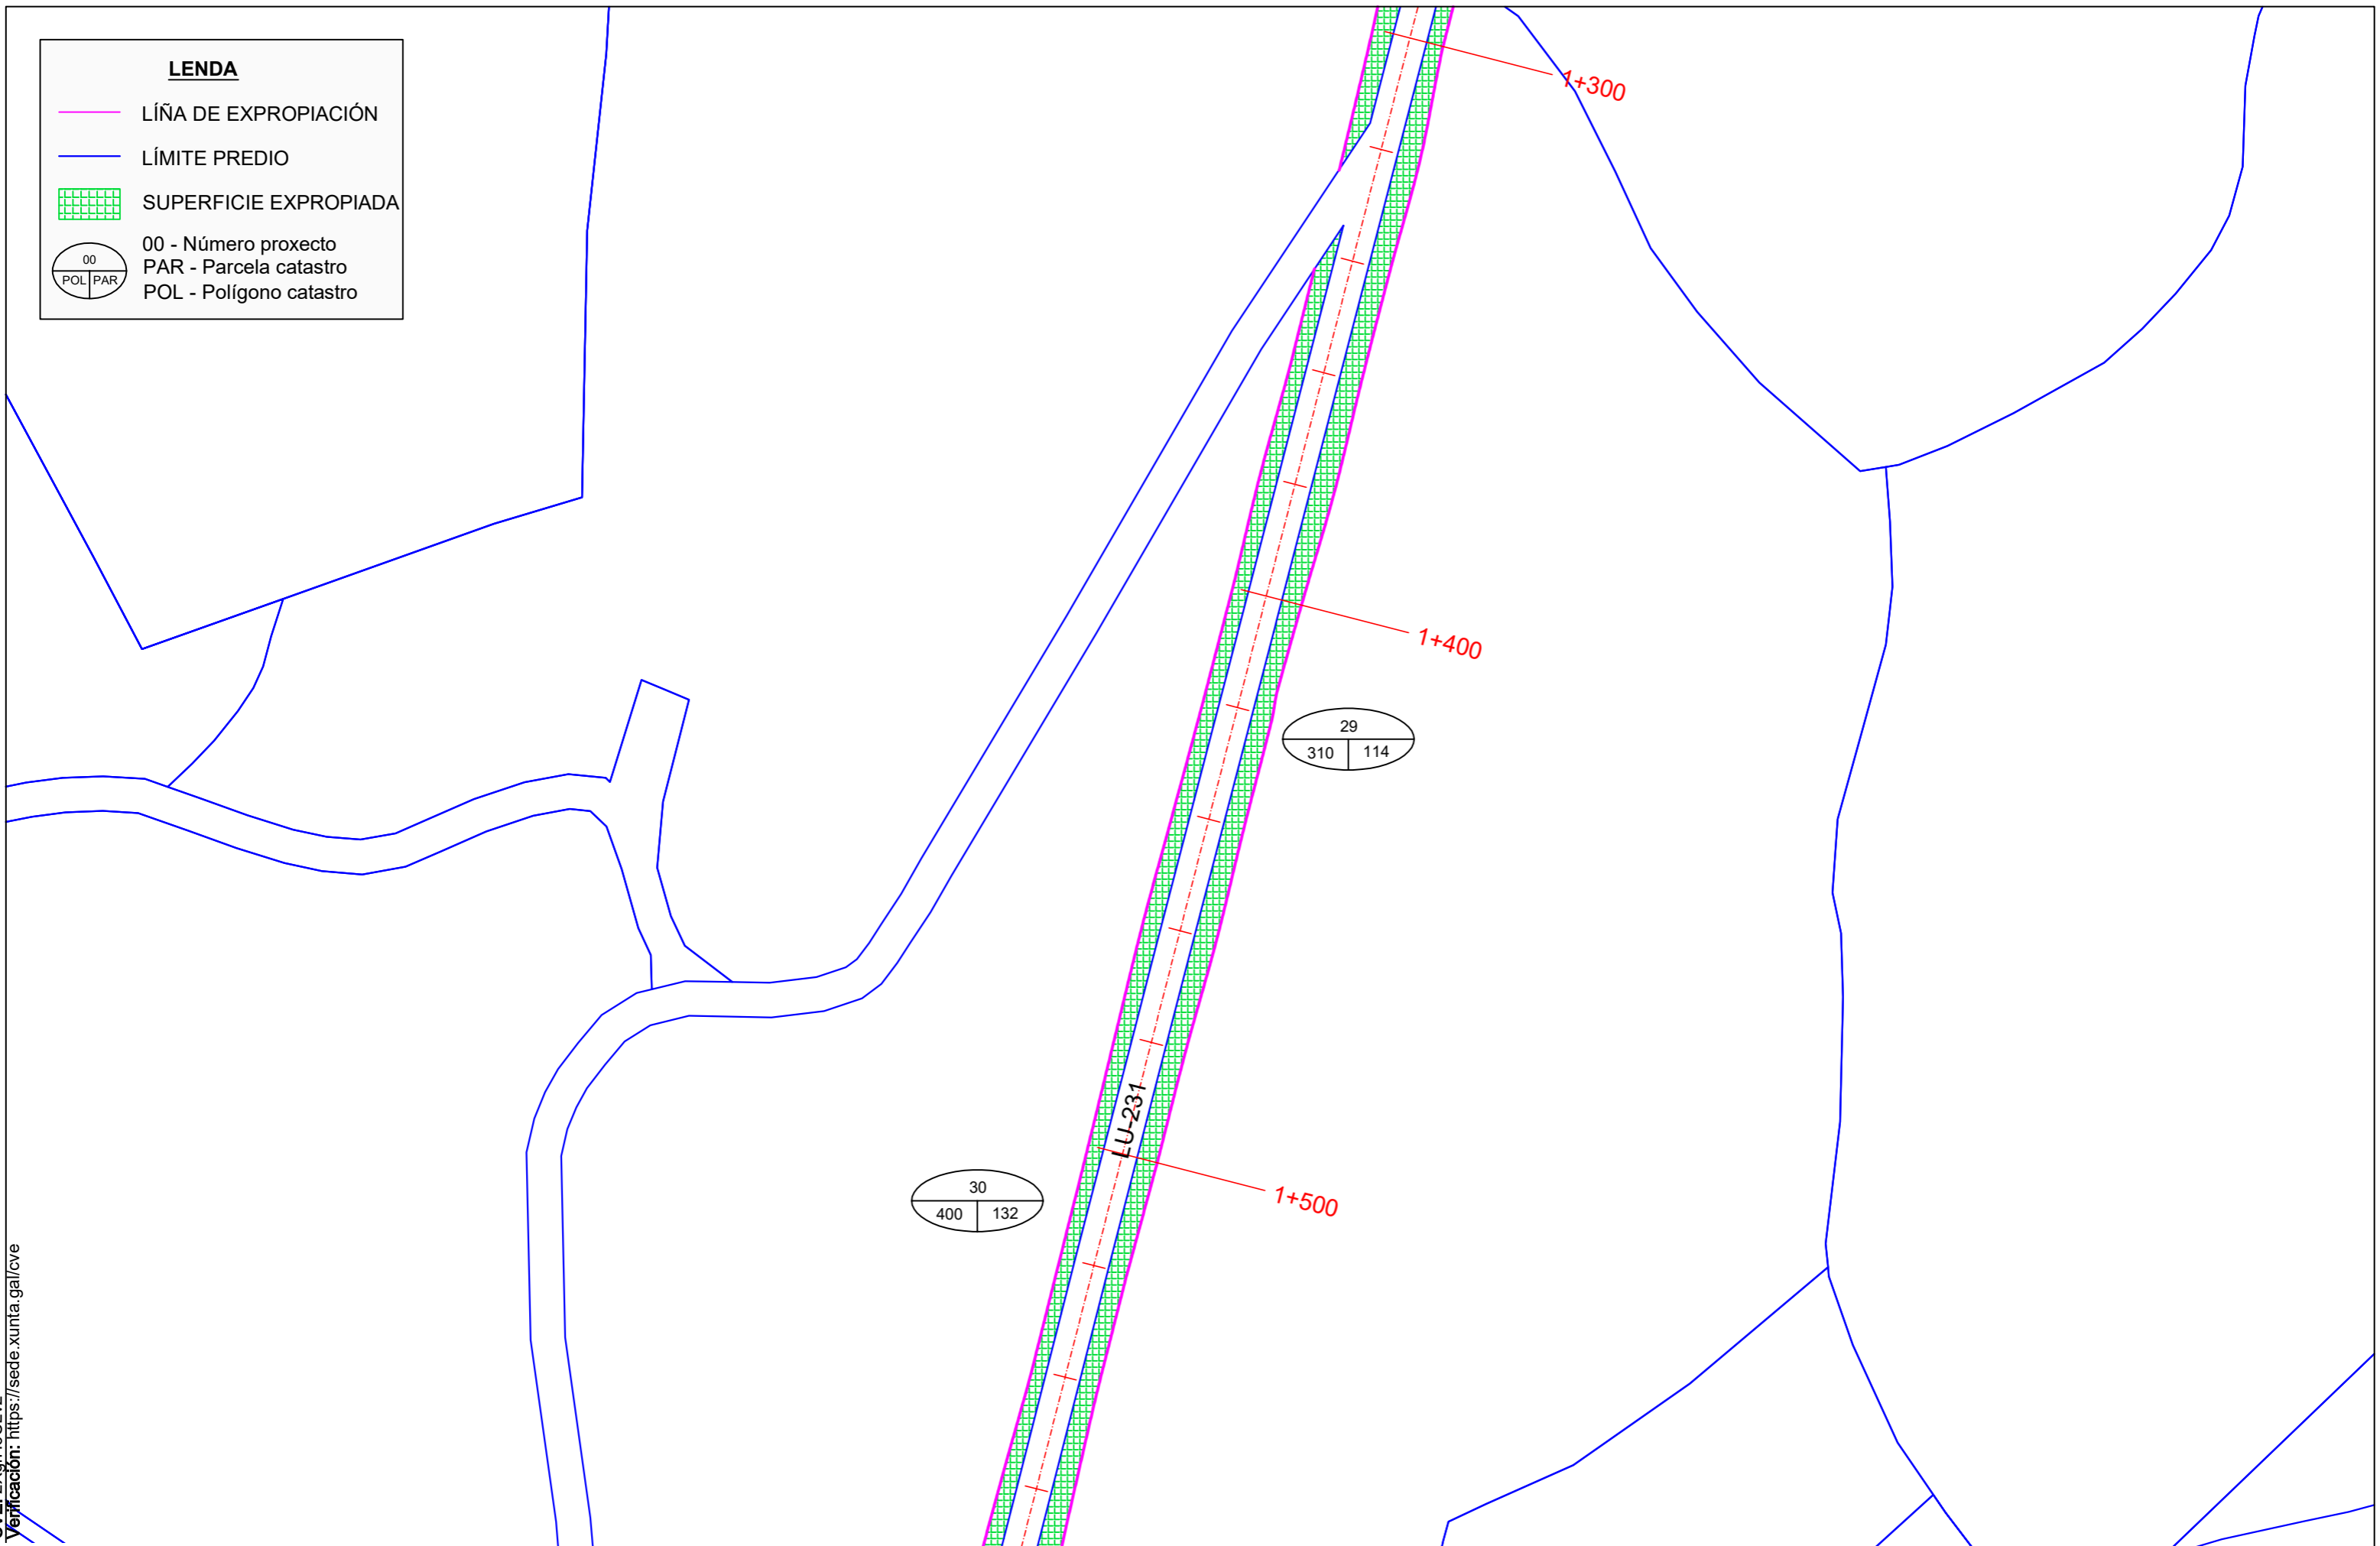 LENDA
LÍÑA DE EXPROPIACIÓN
LÍMITE PREDIO
SUPERFICIE EXPROPIADA
00 - Número proxecto
PAR - Parcela catastro
POL - Polígono catastro
00
POL PAR
1+300
1+400
29
310 114
LU-231
1+500
30
400 132
Verificación: https://sede.xunta.gal/cve